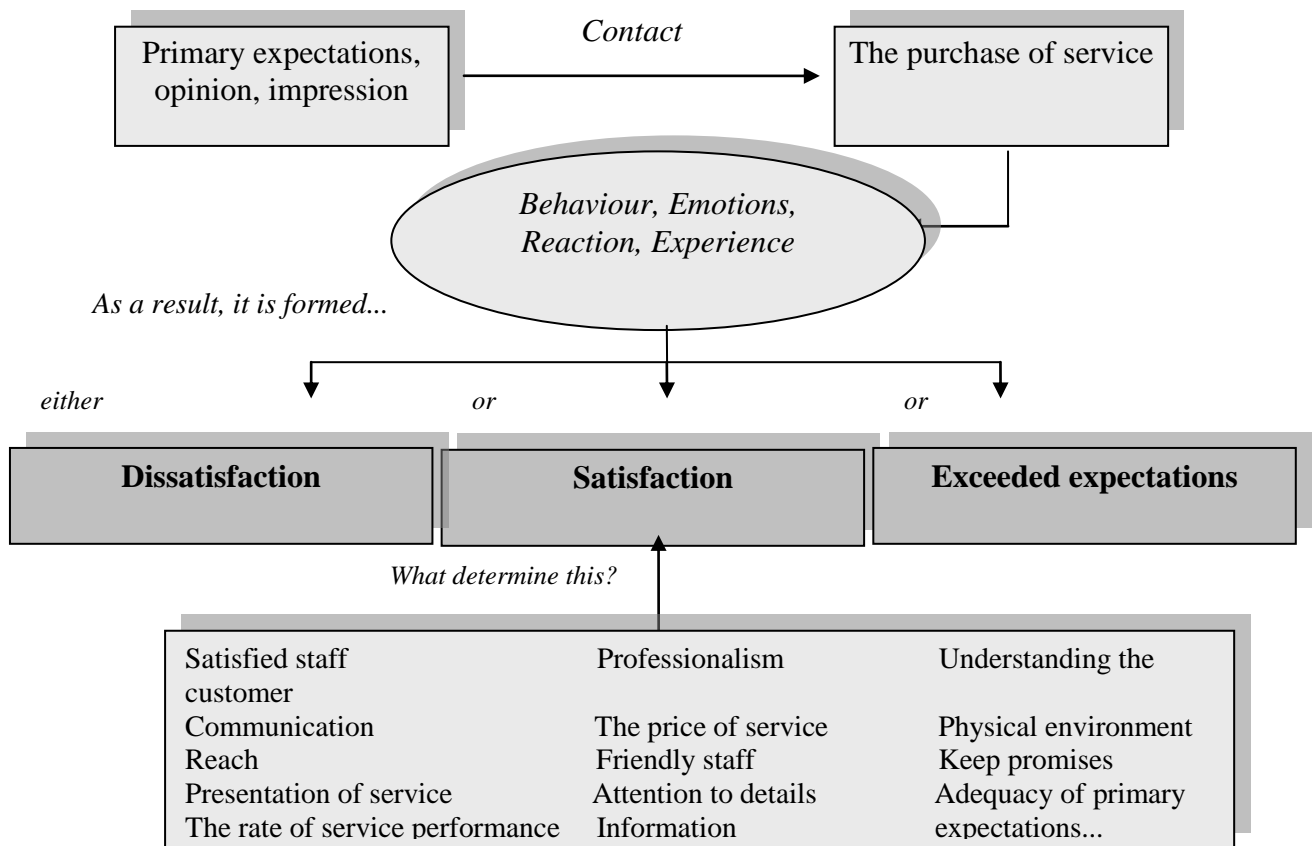 Contact
Primary expectations,
opinion, impression
The purchase of service
Behaviour, Emotions,
Reaction, Experience
As a result, it is formed...
either
or
or
Dissatisfaction
Satisfaction
Exceeded expectations
What determine this?
Satisfied staff Professionalism Understanding the
customer
Communication The price of service Physical environment
Reach Friendly staff Keep promises
Presentation of service Attention to details Adequacy of primary
The rate of service performance Information expectations...